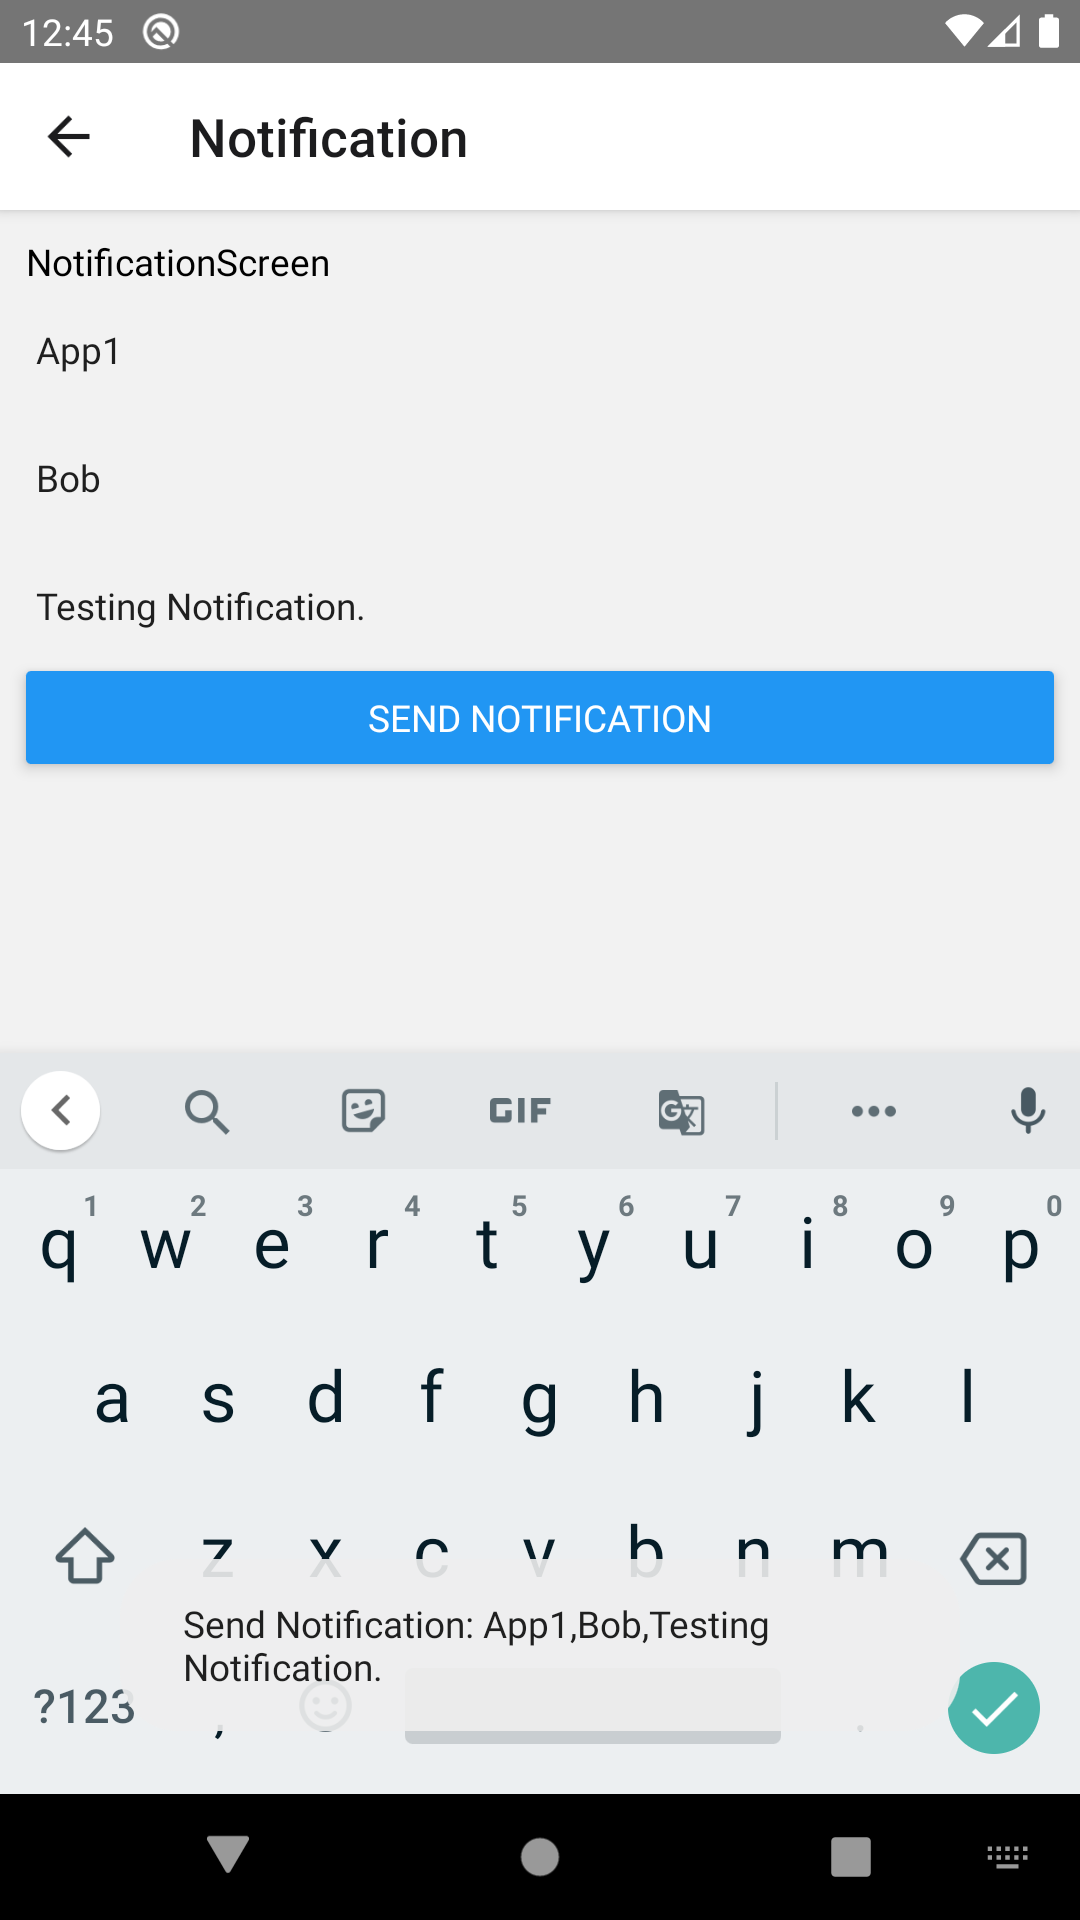 12:45
Notification
NotificationScreen
App1
Bob
Testing Notification.
SEND NOTIFICATION
GIF
G
1 2 3 4 5 6 7 8 9 0
q w e r t y u i o p
a s d f g h j k l
z x c v b n m
Send Notification: App1,Bob,Testing
Notification.
?123 , .